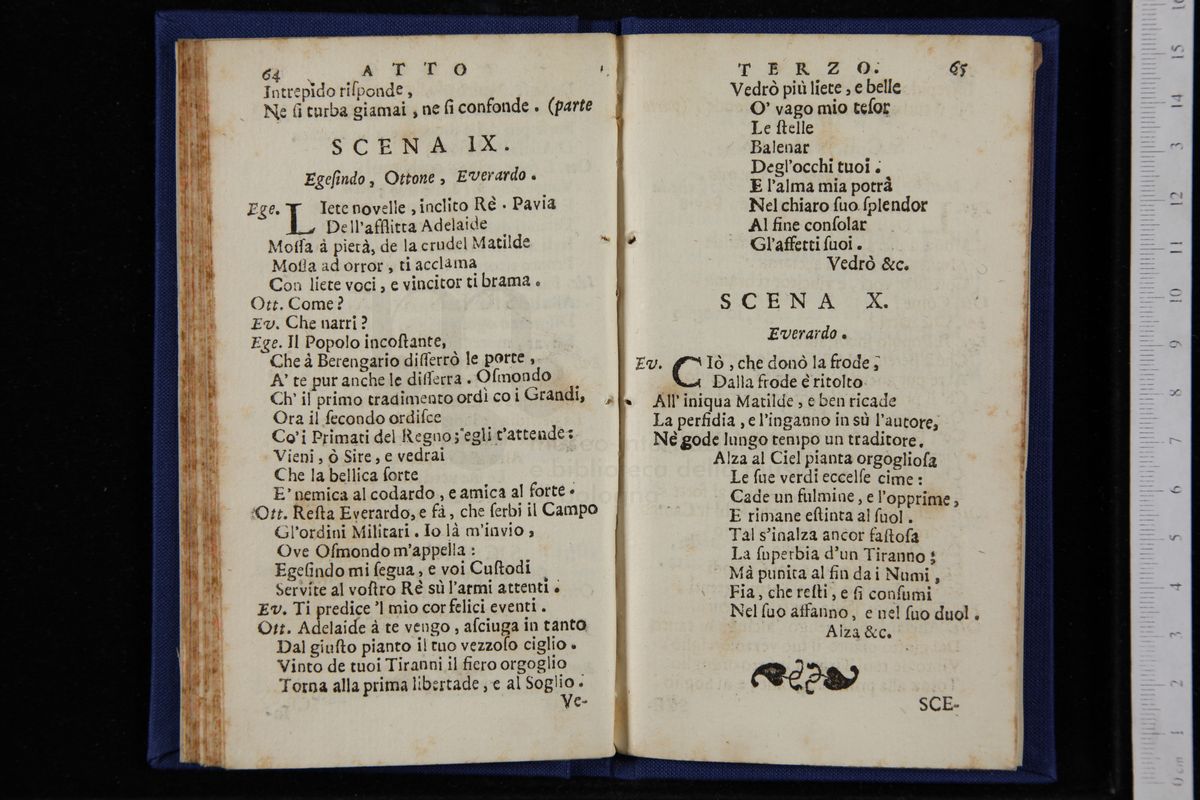 64 ATTO
Intrepido riſponde,
Ne ſi turba giamai, ne ſi confonde. (parte
SCENA IX.
Egeſindo, Ottone, Everardo.
Ege. LIete novelle, inclito Rè. Pavia
Dell'afflitta Adelaide
Moſſa à pietà, de la crudel Matilde
Moſſa ad orror, ti acclama
Con liete voci, e vincitor ti brama.
Ott. Come?
Ev. Che narri?
Ege. Il Popolo incoſtante,
Che à Berengario diſſerrò le porte,
A' te pur anche le diſſerra. Oſmondo
Ch' il primo tradimento ordì co i Grandi,
Ora il ſecondo ordiſce
Co'i Primati del Regno; egli t'attende:
Vieni, ò Sire, e vedrai
Che la bellica ſorte
E' nemica al codardo, e amica al forte.
Ott. Reſta Everardo, e fà, che ſerbi il Campo
Gl'ordini Militari. Io là m'invio,
Ove Oſmondo m'appella:
Egeſindo mi ſegua, e voi Cuſtodi
Servite al voſtro Rè sù l'armi attenti.
Ev. Ti predice 'l mio cor felici eventi.
Ott. Adelaide à te vengo, aſciuga in tanto
Dal giuſto pianto il tuo vezzoſo ciglio.
Vinto de tuoi Tiranni il fiero orgoglio
Torna alla prima libertade, e al Soglio.
Ve-
TERZO. 65
Vedrò più liete, e belle
O' vago mio teſor
Le ſtelle
Balenar
Degl'occhi tuoi.
E l'alma mia potrà
Nel chiaro ſuo ſplendor
Al fine conſolar
Gl'affetti ſuoi.
Vedrò &c.
SCENA X.
Everardo.
Ev. CIò, che donò la frode,
Dalla frode è ritolto
All' iniqua Matilde, e ben ricade
La perfidia, e l'inganno in sù l'autore,
Nè gode lungo tempo un traditore.
Alza al Ciel pianta orgoglioſa
Le ſue verdi eccelſe cime:
Cade un fulmine, e l'opprime,
E rimane eſtinta al ſuol.
Tal s'inalza ancor faſtoſa
La ſuperbia d'un Tiranno;
Mà punita al fin da i Numi,
Fia, che reſti, e ſi conſumi
Nel ſuo affanno, e nel ſuo duol.
Alza &c.
SCE-